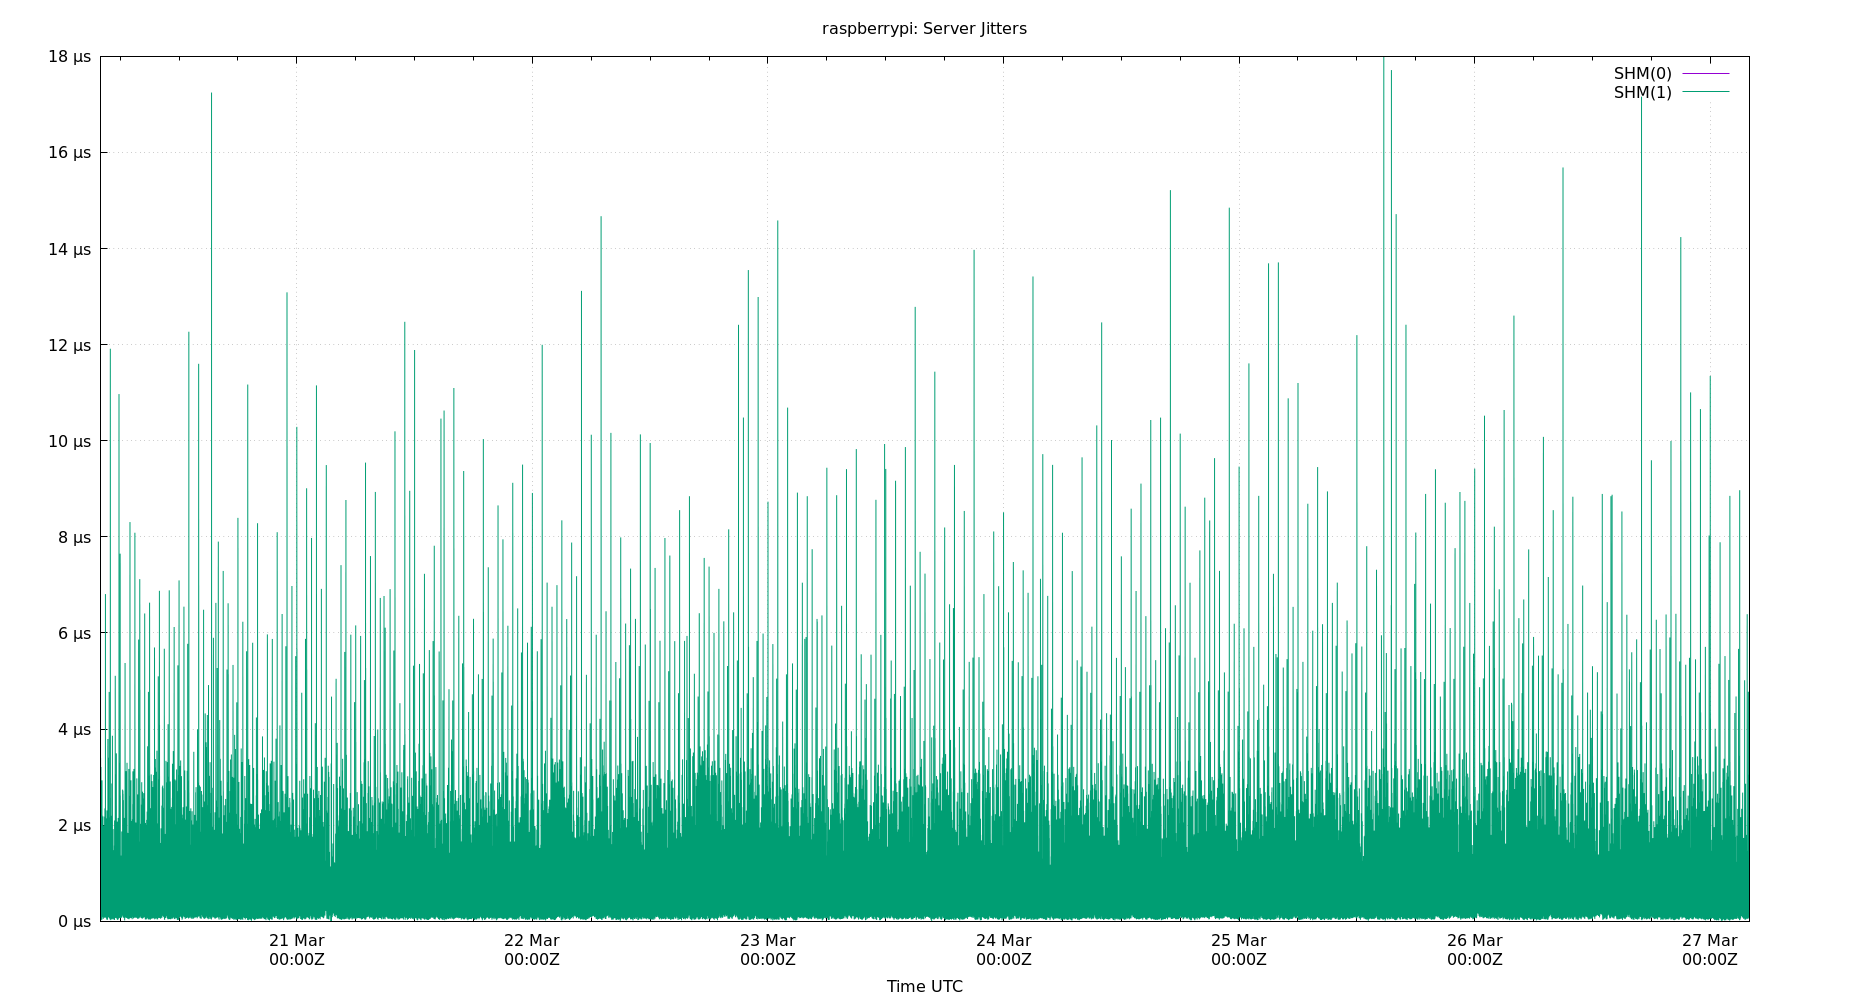 raspberrypi: Server Jitters
18 µs
16 µs
14 µs
12 µs
10 µs
8 µs
6 µs
4 µs
2 µs
0 µs
SHM(0)
SHM(1)
21 Mar
00:00Z
22 Mar
00:00Z
23 Mar
00:00Z
24 Mar
00:00Z
25 Mar
00:00Z
26 Mar
00:00Z
27 Mar
00:00Z
Time UTC